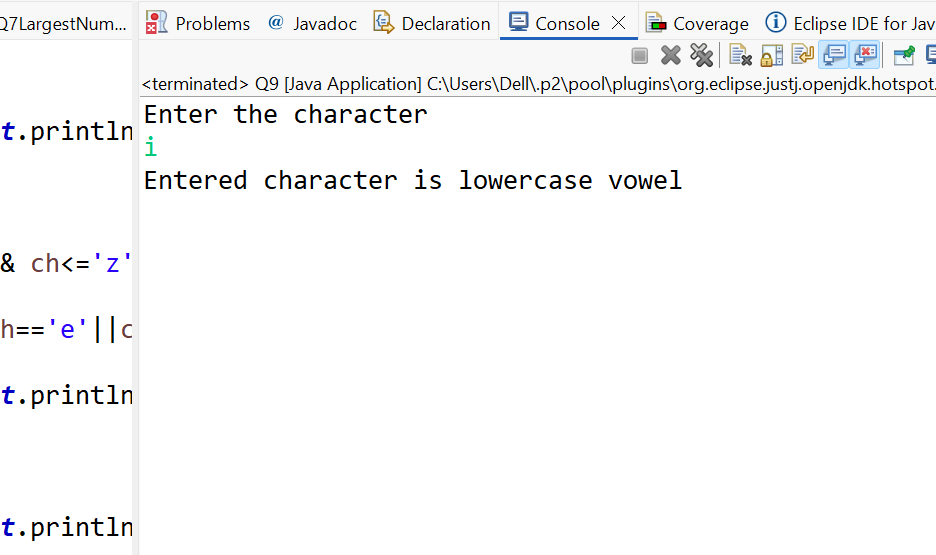 Q7LargestNum...
Problems @ Javadoc Declaration Console Coverage Eclipse IDE for Jav
<terminated> Q9 [Java Application] C:\Users\Dell\.p2\pool\plugins\org.eclipse.justj.openjdk.hotspot.
Enter the character
t.println
i
Entered character is lowercase vowel
& ch<='z'
h=='e'||c
t.println
t.println